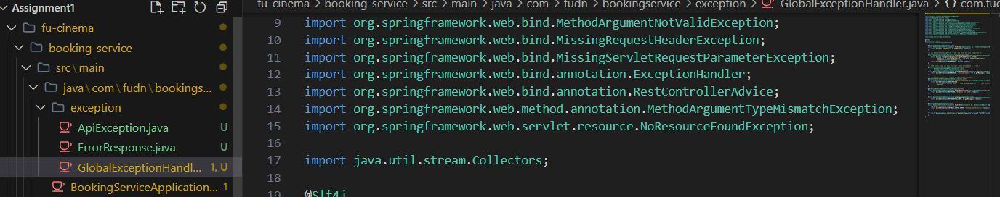 Assignment1
fu-cinema
booking-service
src\main
java\com\fudn\bookings...
exception
ApiException.java U
ErrorResponse.java U
GlobalExceptionHandl... 1, U
BookingServiceApplication... 1
fu-cinema > booking-service > src > main > java > com > fudn > bookingservice > exception > GlobalExceptionHandler.java > {} com.fud
9 import org.springframework.web.bind.MethodArgumentNotValidException;
10 import org.springframework.web.bind.MissingRequestHeaderException;
11 import org.springframework.web.bind.MissingServletRequestParameterException;
12 import org.springframework.web.bind.annotation.ExceptionHandler;
13 import org.springframework.web.bind.annotation.RestControllerAdvice;
14 import org.springframework.web.method.annotation.MethodArgumentTypeMismatchException;
15 import org.springframework.web.servlet.resource.NoResourceFoundException;
16
17 import java.util.stream.Collectors;
18
19 @Slf4j